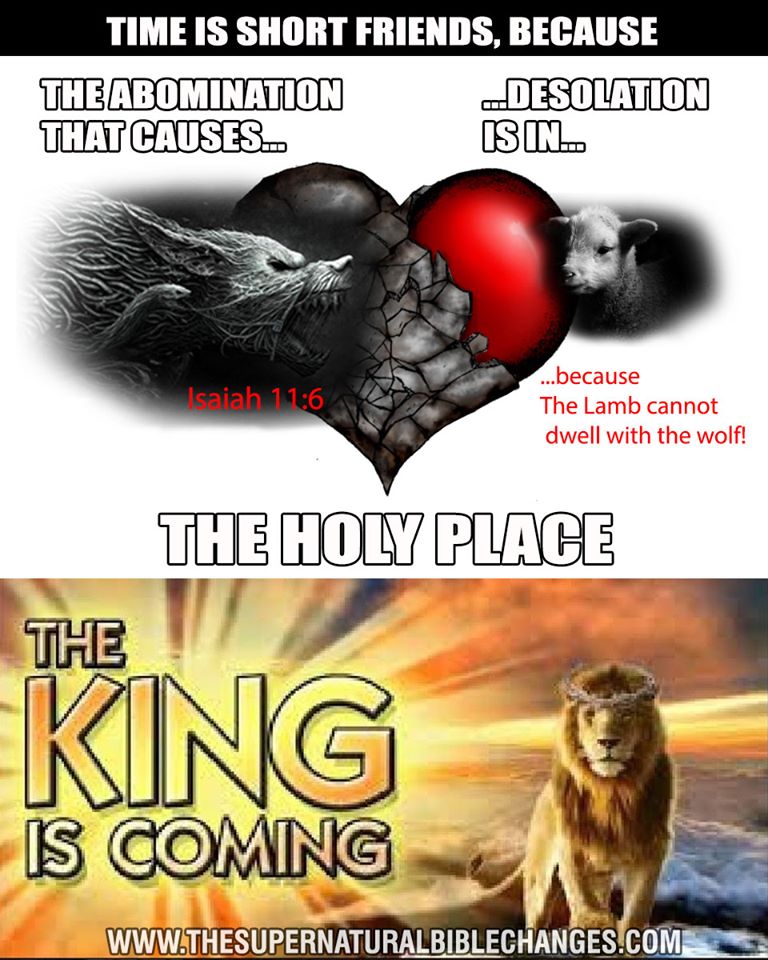 TIME IS SHORT FRIENDS, BECAUSE
THE ABOMINATION
THAT CAUSES...
...DESOLATION
IS IN...
Isaiah 11:6
...because
The Lamb cannot
dwell with the wolf!
THE HOLY PLACE
THE
KING
IS COMING
WWW.THESUPERNATURALBIBLECHANGES.COM